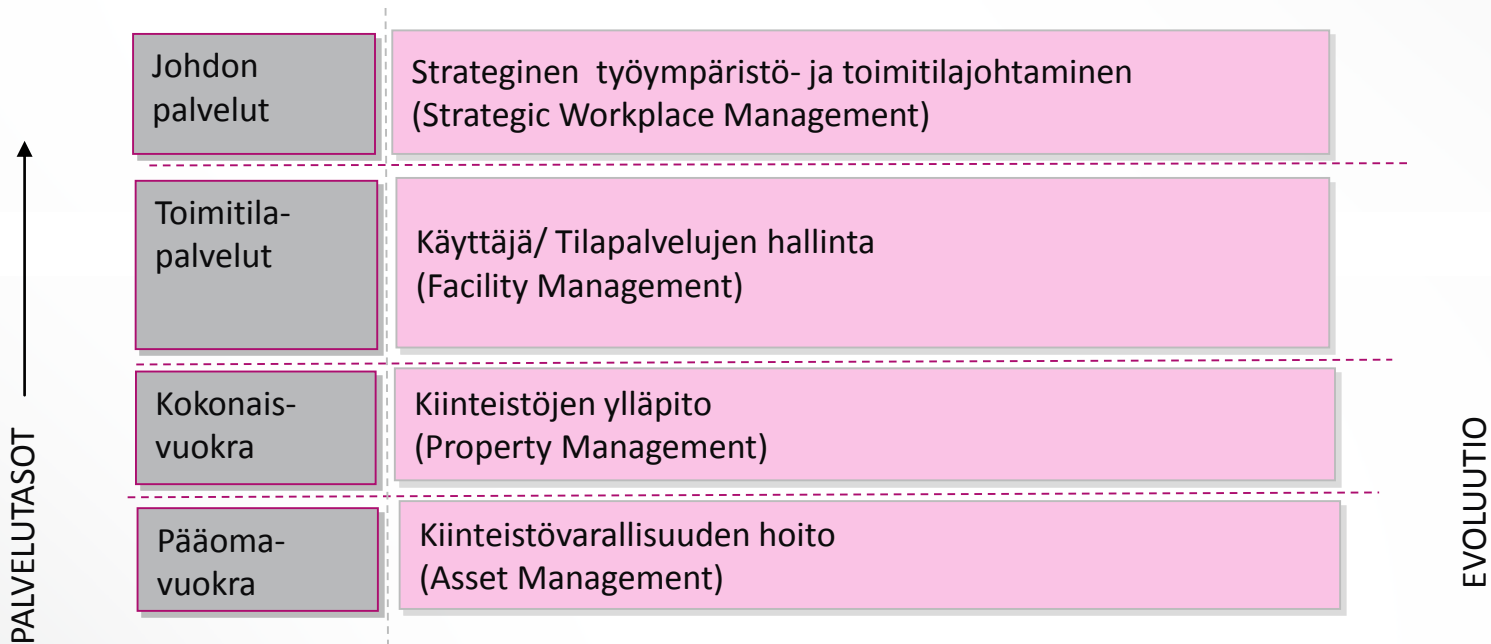 Johdon
palvelut
Strateginen työympäristö- ja toimitilajohtaminen
(Strategic Workplace Management)
Toimitila-
palvelut
Käyttäjä/ Tilapalvelujen hallinta
(Facility Management)
Kokonais-
vuokra
Kiinteistöjen ylläpito
(Property Management)
Pääoma-
vuokra
Kiinteistövarallisuuden hoito
(Asset Management)
PALVELUTASOT
EVOLUUTIO